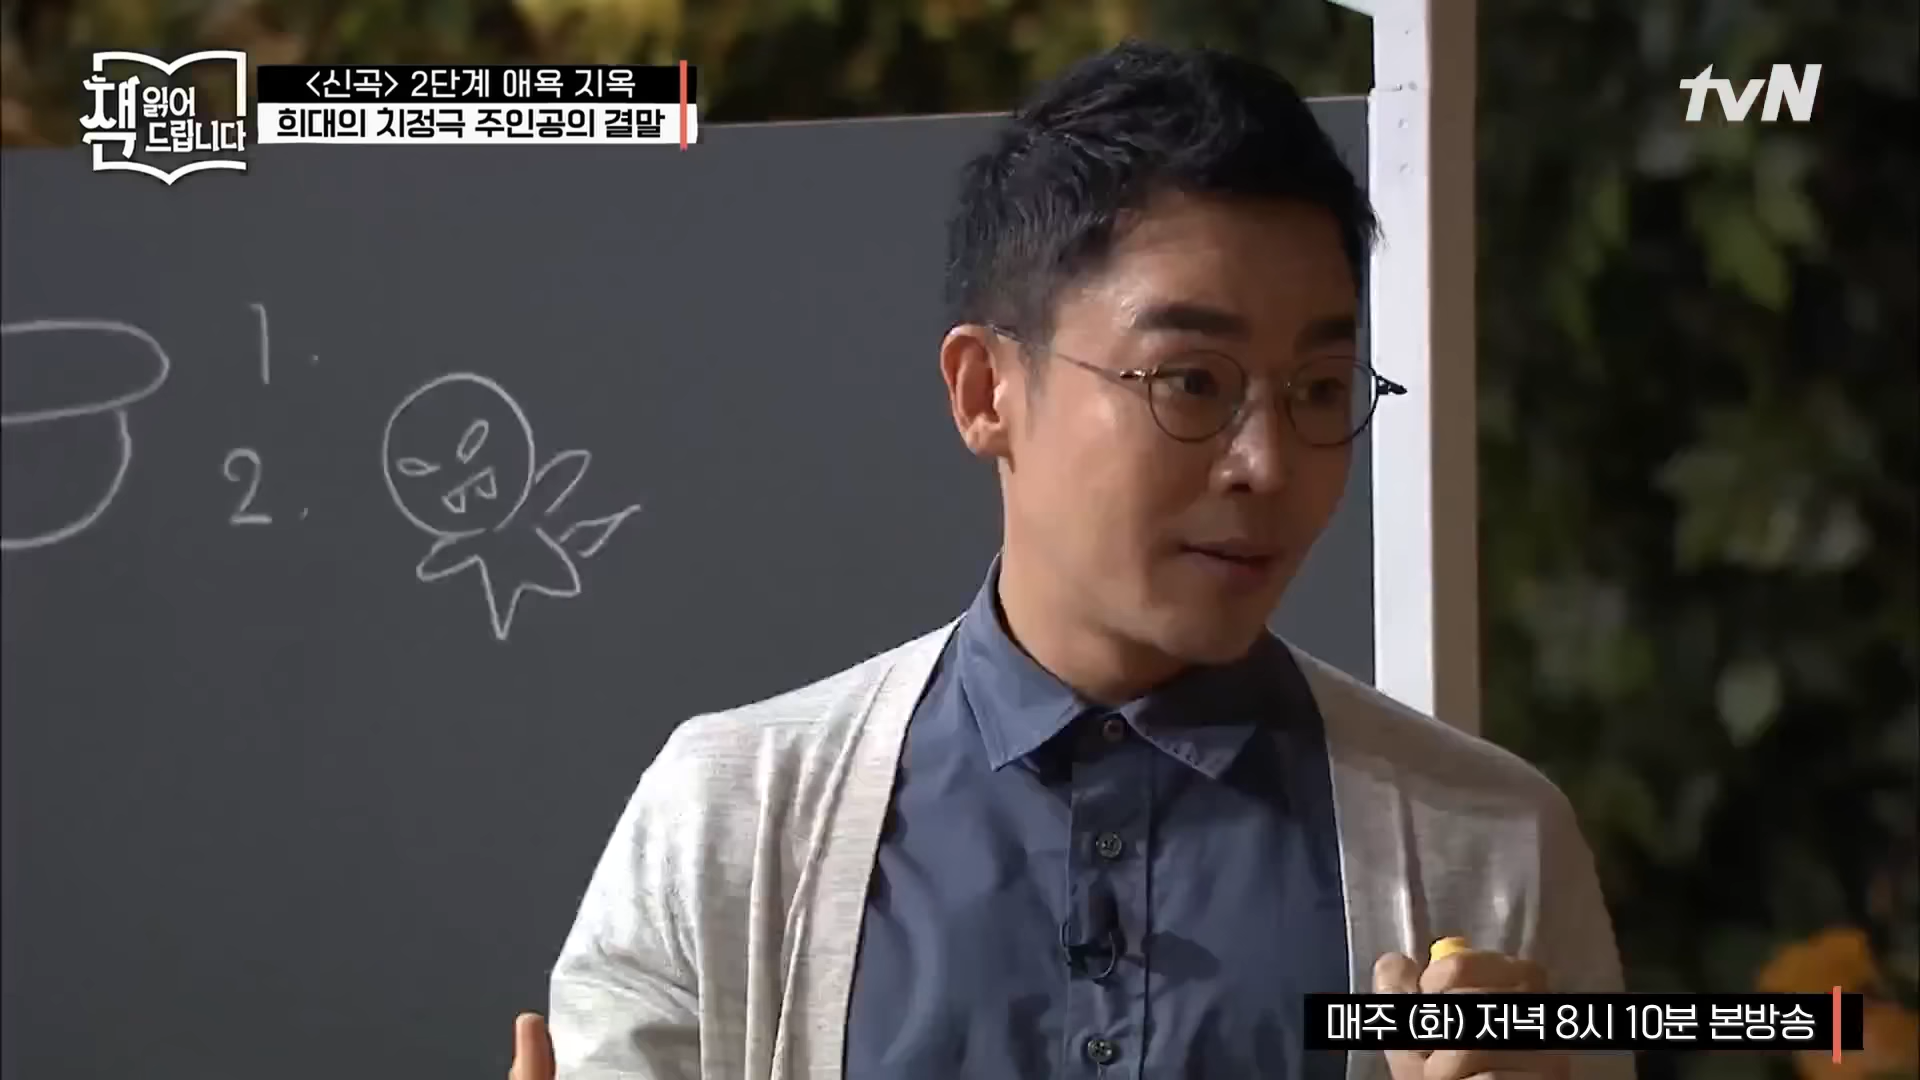 책 읽어
드립니다
<신곡> 2단계 애욕 지옥
희대의 치정극 주인공의 결말
tvN
1.
2.
매주 (화) 저녁 8시 10분 본방송